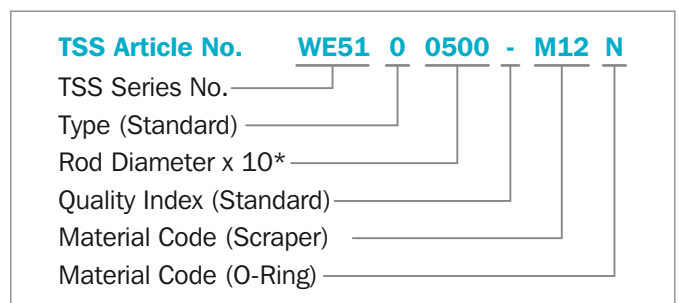 TSS Article No. WE51 0 0500 - M12 N
TSS Series No.
Type (Standard)
Rod Diameter x 10*
Quality Index (Standard)
Material Code (Scraper)
Material Code (O-Ring)